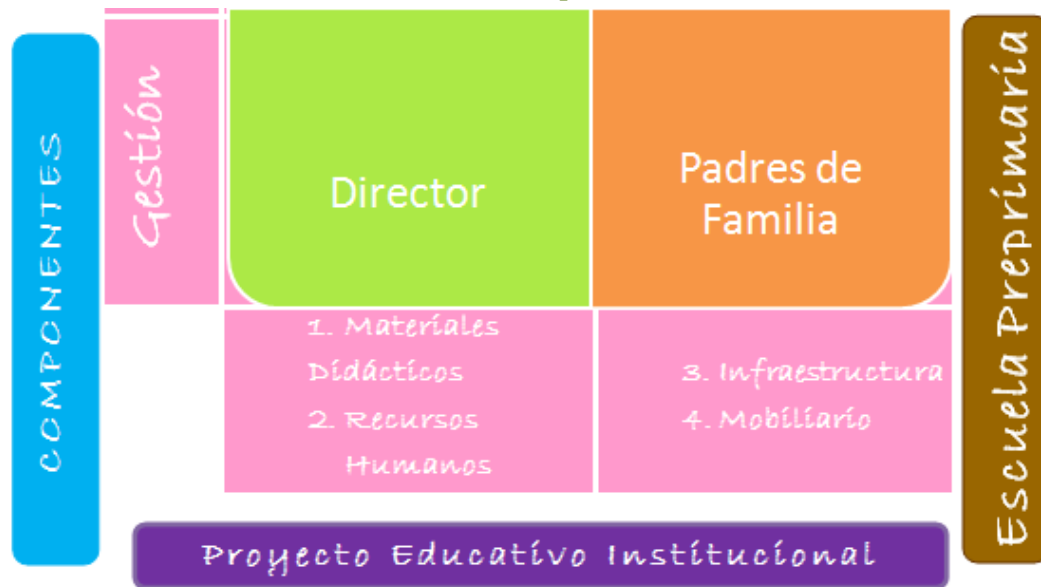 COMPONENTES
Gestión
Director
Padres de
Familia
1. Materiales
Didácticos
2. Recursos
Humanos
3. Infraestructura
4. Mobiliario
Escuela Preprimaria
Proyecto Educativo Institucional